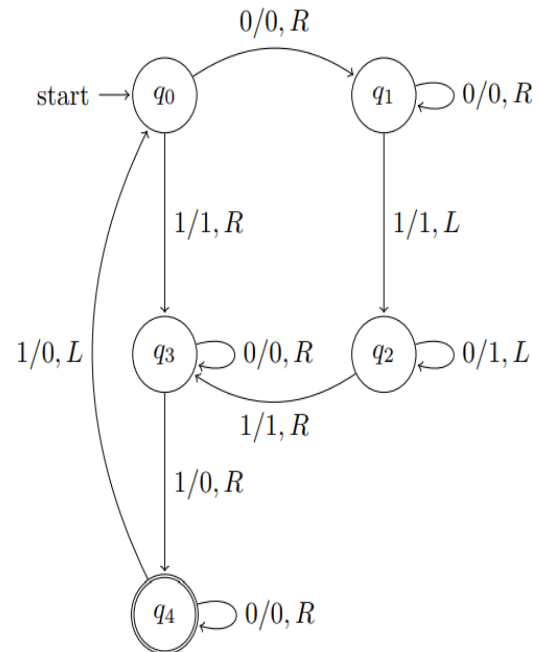 0/0, R
start
q0
q1
0/0, R
1/1, R
1/1, L
1/0, L
q3
0/0, R
q2
0/1, L
1/1, R
1/0, R
q4
0/0, R